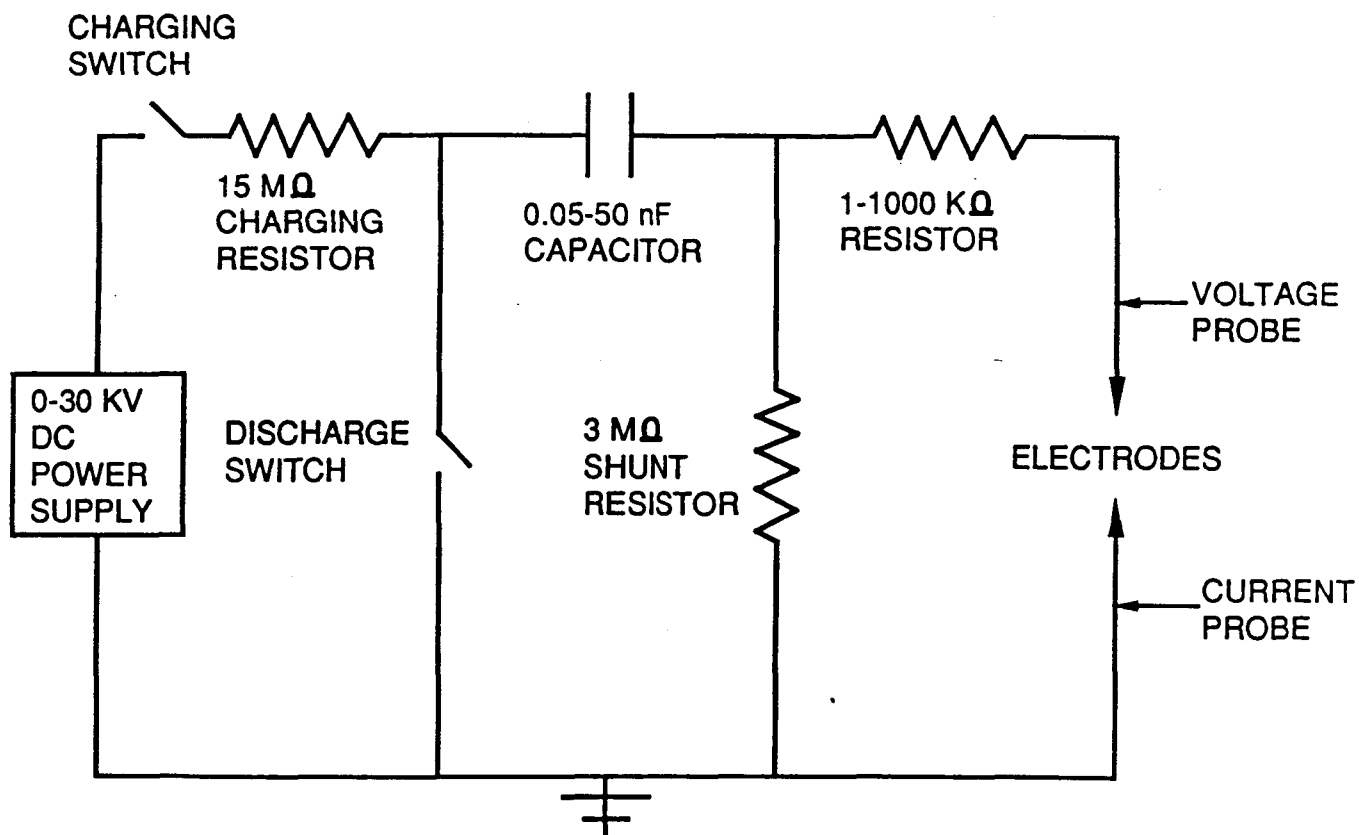 CHARGING
SWITCH
15 MΩ
CHARGING
RESISTOR
0.05-50 nF
CAPACITOR
1-1000 KΩ
RESISTOR
VOLTAGE
PROBE
0-30 KV
DC
POWER
SUPPLY
DISCHARGE
SWITCH
3 MΩ
SHUNT
RESISTOR
ELECTRODES
CURRENT
PROBE